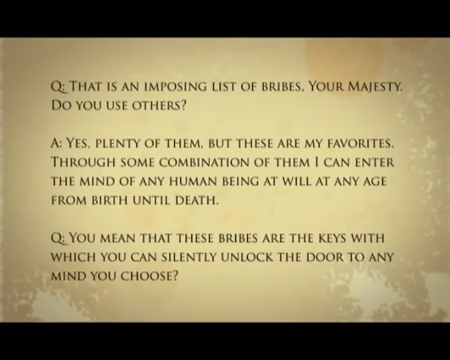 Q: That is an imposing list of bribes, Your Majesty.
Do you use others?
A: Yes, plenty of them, but these are my favorites.
Through some combination of them I can enter
the mind of any human being at will at any age
from birth until death.
Q: You mean that these bribes are the keys with
which you can silently unlock the door to any
mind you choose?